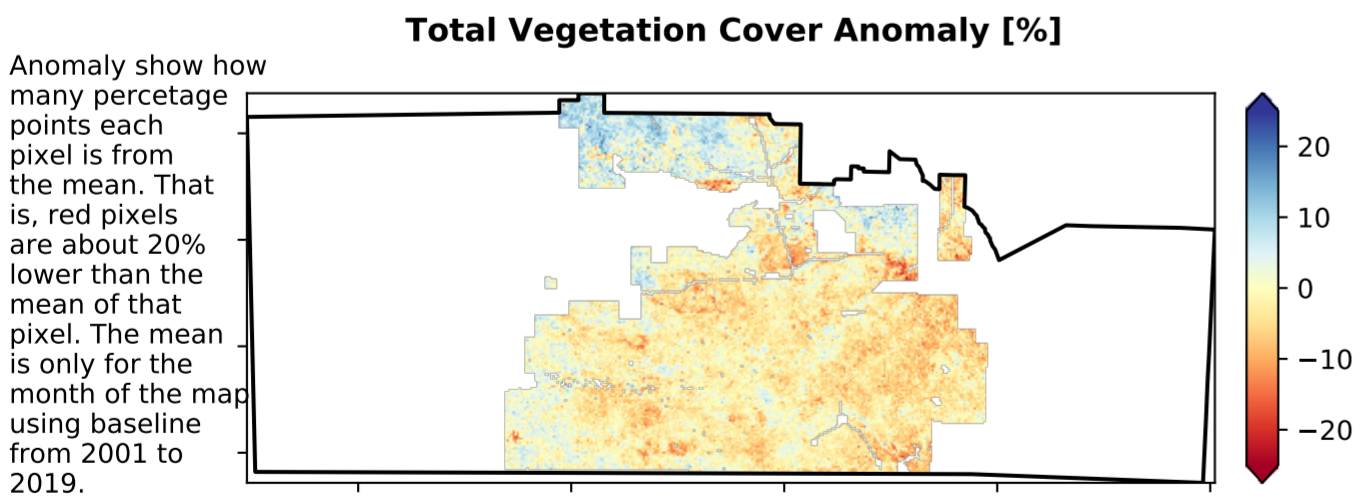 Total Vegetation Cover Anomaly [%]
Anomaly show how
many percetage
points each
pixel is from
the mean. That
is, red pixels
are about 20%
lower than the
mean of that
pixel. The mean
is only for the
month of the map
using baseline
from 2001 to
2019.
20
10
0
−10
−20